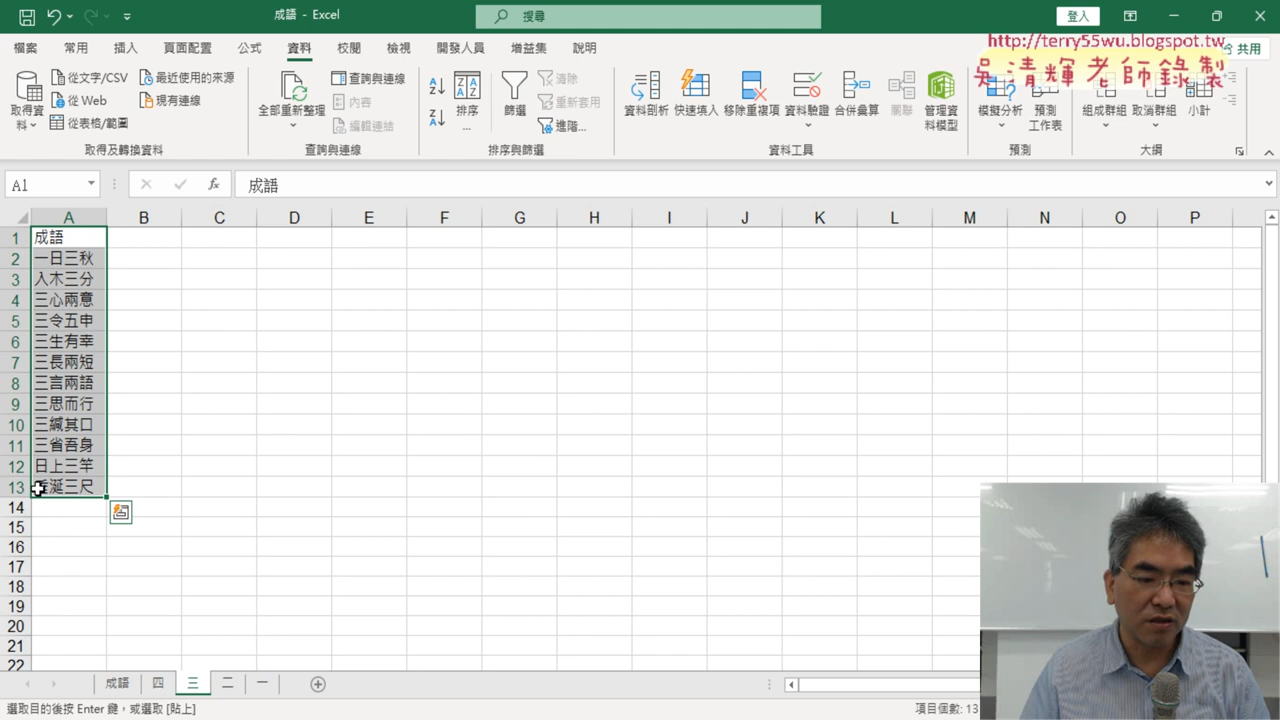 成語 - Excel
搜尋
登入
檔案 常用 插入 頁面配置 公式 資料 校閱 檢視 開發人員 增益集 說明
http://terry55wu.blogspot.tw
共用
吳清輝老師錄製
取得資料
從文字/CSV
從 Web
從表格/範圍
最近使用的來源
現有連線
取得及轉換資料
全部重新整理
查詢與連線
內容
編輯連結
查詢與連線
排序...
篩選
清除
重新套用
進階...
排序與篩選
資料剖析 快速填入 移除重複項 資料驗證 合併彙算 關聯 管理資料模型
資料工具
模擬分析 預測工作表
預測
組成群組 取消群組 小計
大綱
A1
fx
成語
A B C D E F G H I J K L M N O P
1 成語
2 一日三秋
3 入木三分
4 三心兩意
5 三令五申
6 三生有幸
7 三長兩短
8 三言兩語
9 三思而行
10 三緘其口
11 三省吾身
12 日上三竿
13 涎三尺
14
15
16
17
18
19
20
21
22
成語 四 三 二 一
選取目的後按 Enter 鍵，或選取 [貼上]
項目個數: 13